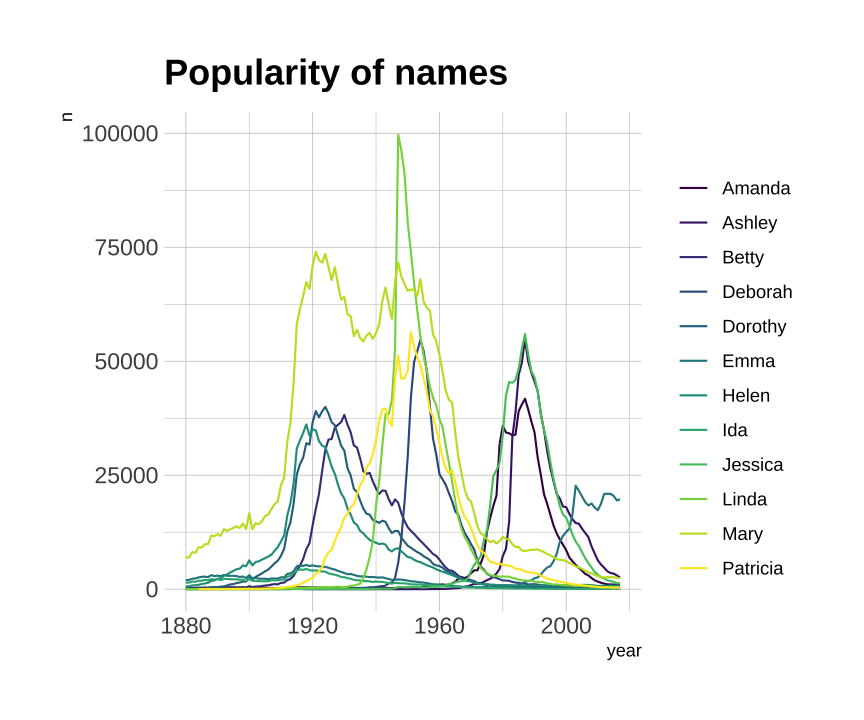 Popularity of names
n
100000
75000
50000
25000
0
1880 1920 1960 2000
year
Amanda
Ashley
Betty
Deborah
Dorothy
Emma
Helen
Ida
Jessica
Linda
Mary
Patricia